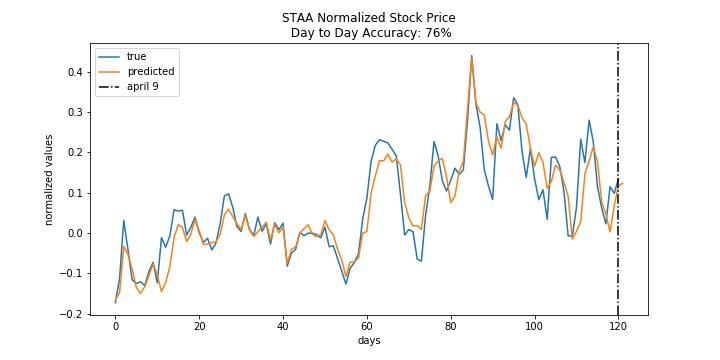 STAA Normalized Stock Price
Day to Day Accuracy: 76%
true
predicted
april 9
normalized values
0.4
0.3
0.2
0.1
0.0
−0.1
−0.2
0
20
40
60
80
100
120
days